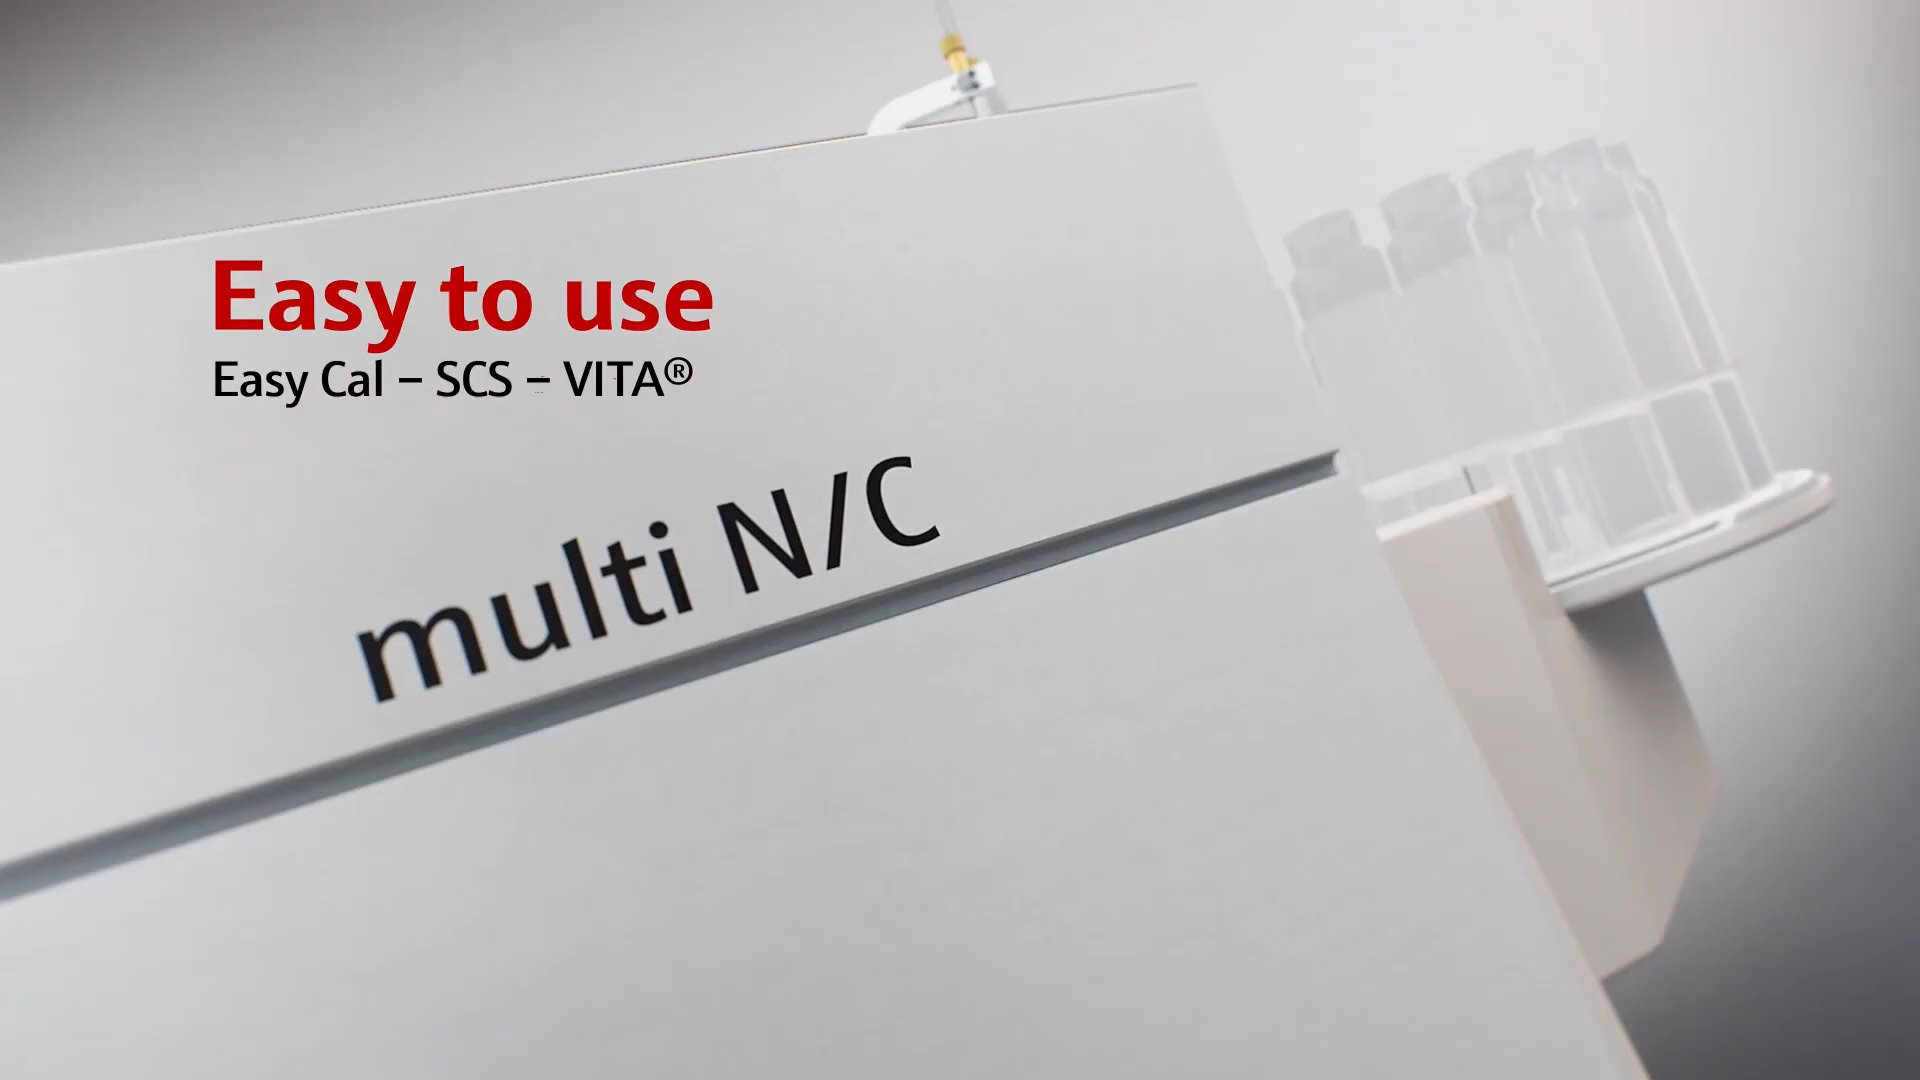 Easy to use
Easy Cal – SCS – VITA®
multi N/C